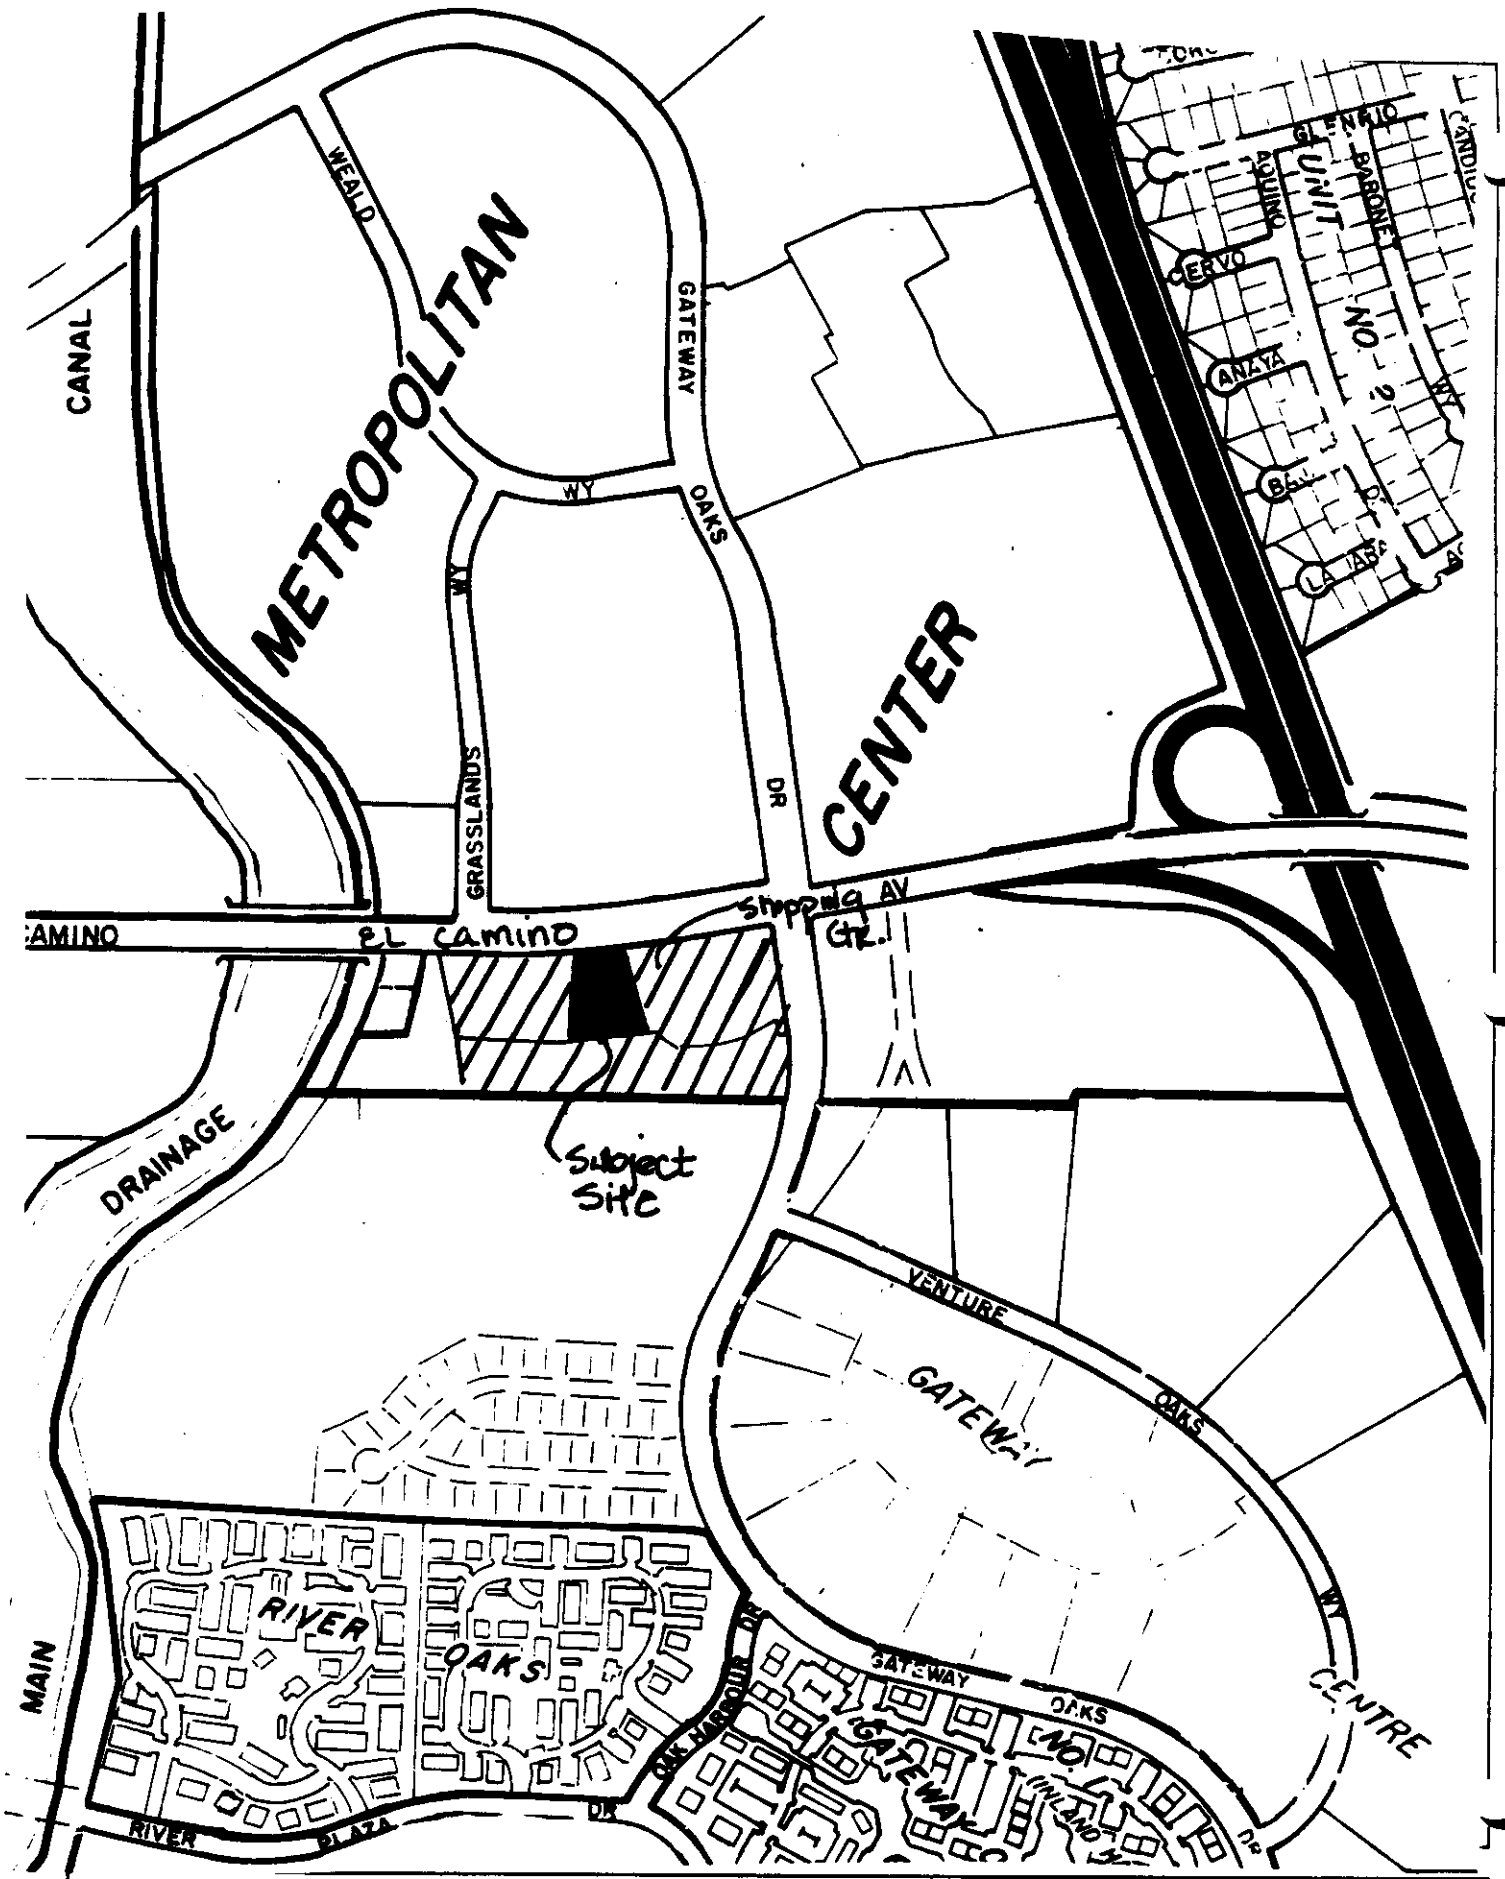 GLENRIO
UNIT
NO. 2
AQUINO
BARONET
WY
CERVO
ANAYA
WEALD
METROPOLITAN
CANAL
GATEWAY
OAKS
WY
WY
GRASSLANDS
DR
CENTER
Shopping
Ctr.
AV
CAMINO
EL Camino
DRAINAGE
Subject
Site
VENTURE
OAKS
WY
GATEWAY
CENTRE
RIVER
OAKS
MAIN
OAK HARBOUR DR
GATEWAY
OAKS
DR
GATEWAY
NO.
RIVER
PLAZA
DR